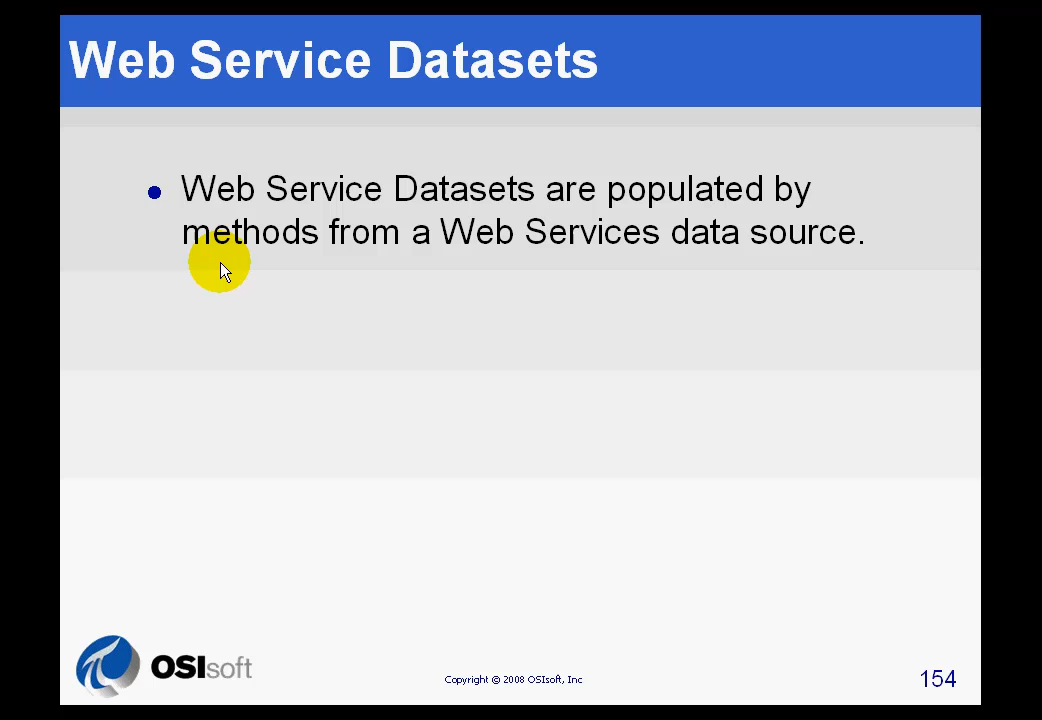 Web Service Datasets
Web Service Datasets are populated by
methods from a Web Services data source.
OSIsoft
Copyright © 2008 OSIsoft, Inc
154